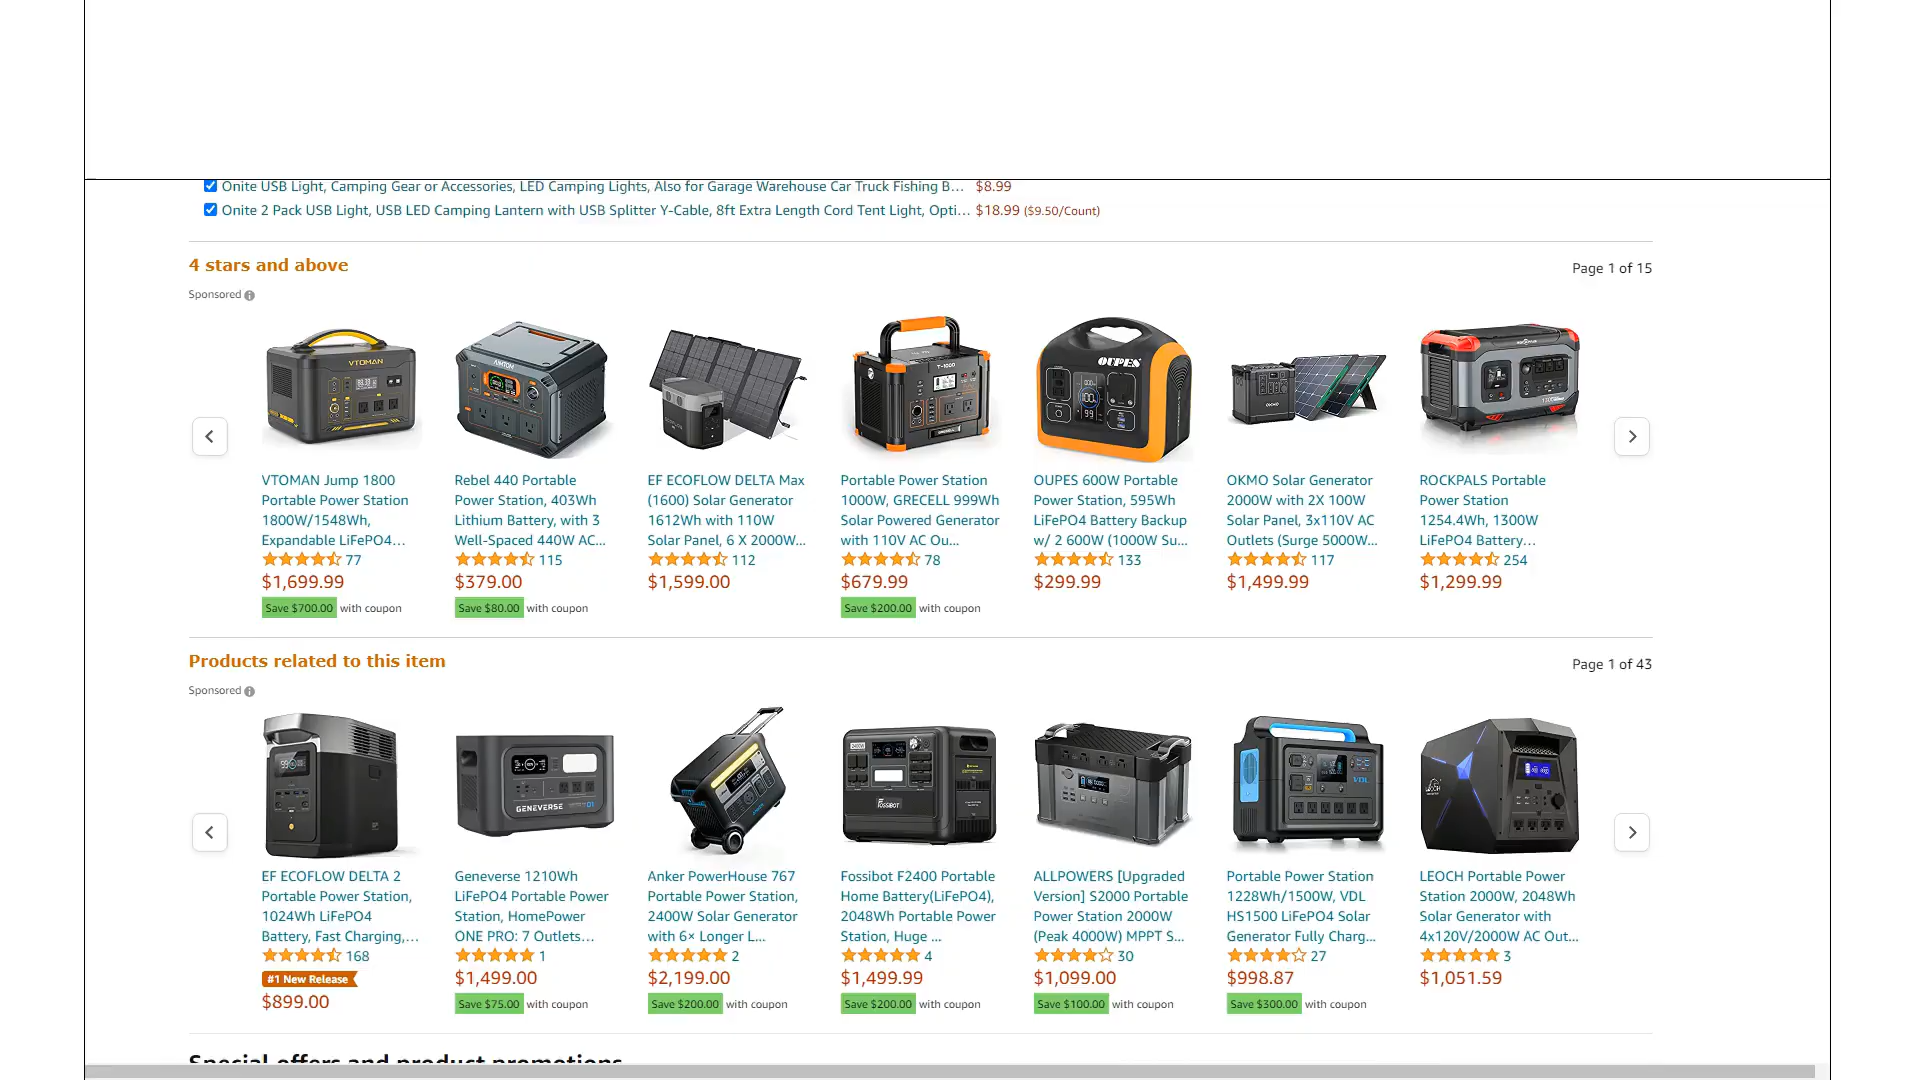 Onite USB Light, Camping Gear or Accessories, LED Camping Lights, Also for Garage Warehouse Car Truck Fishing B... $8.99
Onite 2 Pack USB Light, USB LED Camping Lantern with USB Splitter Y-Cable, 8ft Extra Length Cord Tent Light, Opti... $18.99 ($9.50/Count)
4 stars and above
Page 1 of 15
Sponsored
VTOMAN
AIMTOM
T-1000
OUPES
VTOMAN Jump 1800
Portable Power Station
1800W/1548Wh,
Expandable LiFePO4...
77
$1,699.99
Save $700.00 with coupon
Rebel 440 Portable
Power Station, 403Wh
Lithium Battery, with 3
Well-Spaced 440W AC...
115
$379.00
Save $80.00 with coupon
EF ECOFLOW DELTA Max
(1600) Solar Generator
1612Wh with 110W
Solar Panel, 6 X 2000W...
112
$1,599.00
Portable Power Station
1000W, GRECELL 999Wh
Solar Powered Generator
with 110V AC Ou...
78
$679.99
Save $200.00 with coupon
OUPES 600W Portable
Power Station, 595Wh
LiFePO4 Battery Backup
w/ 2 600W (1000W Su...
133
$299.99
OKMO Solar Generator
2000W with 2X 100W
Solar Panel, 3x110V AC
Outlets (Surge 5000W...
117
$1,499.99
ROCKPALS Portable
Power Station
1254.4Wh, 1300W
LiFePO4 Battery...
254
$1,299.99
Products related to this item
Page 1 of 43
Sponsored
GENEVERSE
FOSSiBOT
VDL
LEOCH
EF ECOFLOW DELTA 2
Portable Power Station,
1024Wh LiFePO4
Battery, Fast Charging,...
168
#1 New Release
$899.00
Geneverse 1210Wh
LiFePO4 Portable Power
Station, HomePower
ONE PRO: 7 Outlets...
1
$1,499.00
Save $75.00 with coupon
Anker PowerHouse 767
Portable Power Station,
2400W Solar Generator
with 6× Longer L...
2
$2,199.00
Save $200.00 with coupon
Fossibot F2400 Portable
Home Battery(LiFePO4),
2048Wh Portable Power
Station, Huge ...
4
$1,499.99
Save $200.00 with coupon
ALLPOWERS [Upgraded
Version] S2000 Portable
Power Station 2000W
(Peak 4000W) MPPT S...
30
$1,099.00
Save $100.00 with coupon
Portable Power Station
1228Wh/1500W, VDL
HS1500 LiFePO4 Solar
Generator Fully Charg...
27
$998.87
Save $300.00 with coupon
LEOCH Portable Power
Station 2000W, 2048Wh
Solar Generator with
4x120V/2000W AC Out...
3
$1,051.59
Special offers and product promotions